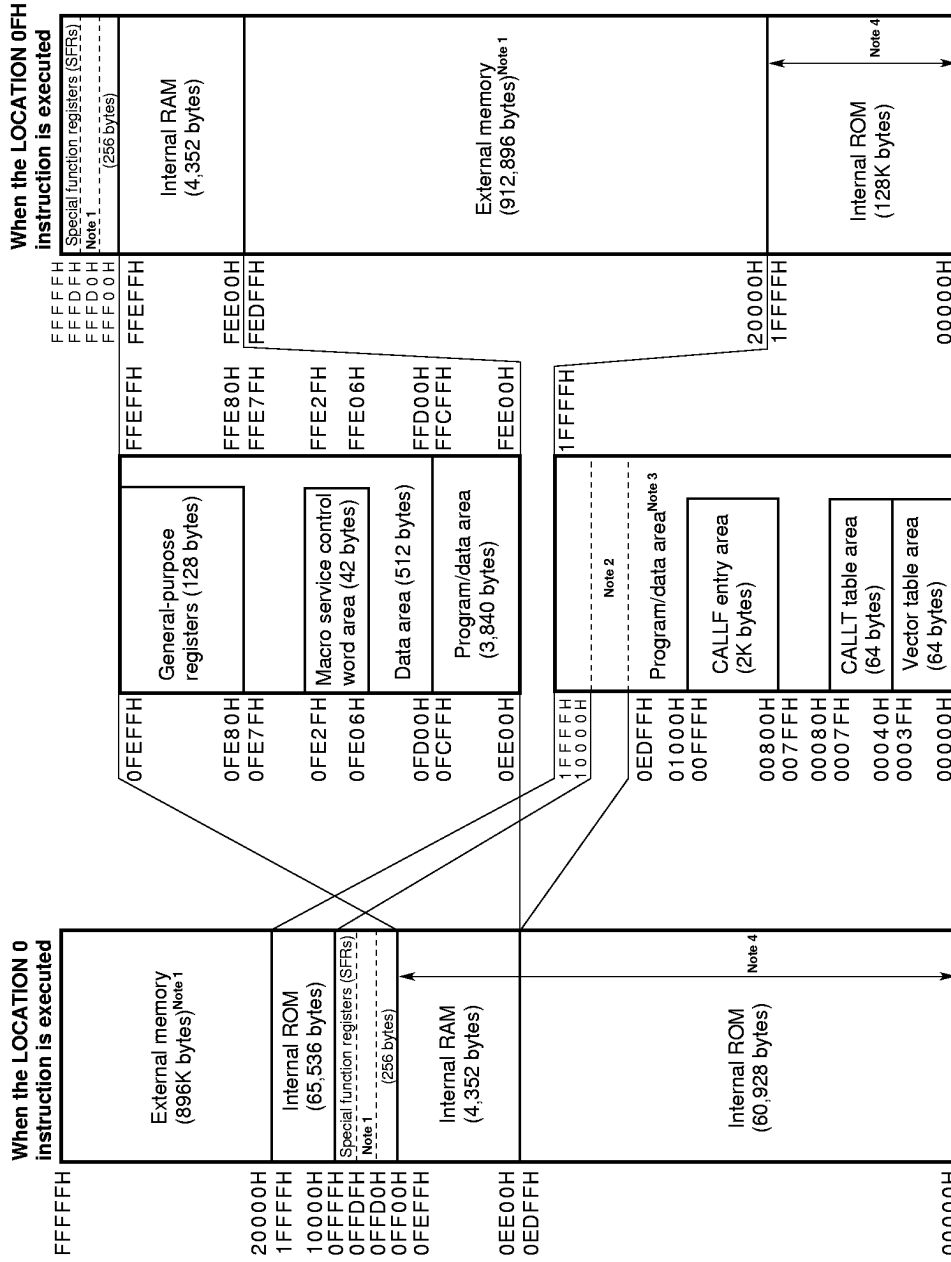 When the LOCATION 0
instruction is executed
FFFFFH
20000H
1FFFFH
10000H
0FFFFH
0FFDFH
0FFD0H
0FF00H
0FEFFH
0EE00H
0EDFFH
00000H
External memory
(896K bytes)Note 1
Internal ROM
(65,536 bytes)
Special function registers (SFRs)
Note 1
(256 bytes)
Internal RAM
(4,352 bytes)
Note 4
Internal ROM
(60,928 bytes)
0FEFFH
0FE80H
0FE7FH
0FE2FH
0FE06H
0FD00H
0FCFFH
0EE00H
1FFFFH
10000H
0EDFFH
01000H
00FFFH
00800H
007FFH
00080H
0007FH
00040H
0003FH
00000H
General-purpose
registers (128 bytes)
Macro service control
word area (42 bytes)
Data area (512 bytes)
Program/data area
(3,840 bytes)
Note 2
Program/data areaNote 3
CALLF entry area
(2K bytes)
CALLT table area
(64 bytes)
Vector table area
(64 bytes)
FFEFFH
FFE80H
FFE7FH
FFE2FH
FFE06H
FFD00H
FFCFFH
FEE00H
1FFFFH
When the LOCATION 0FH
instruction is executed
FFFFFH
FFFDFH
FFFD0H
FFF00H
FFEFFH
FEE00H
FEDFFH
20000H
1FFFFH
00000H
Special function registers (SFRs)
Note 1
(256 bytes)
Internal RAM
(4,352 bytes)
External memory
(912,896 bytes)Note 1
Note 4
Internal ROM
(128K bytes)